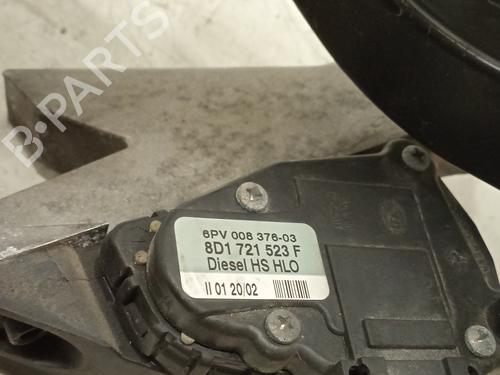 B-PARTS
6PV 008 376-03
8D1 721 523 F
Diesel HS HLO
II 01 20/02